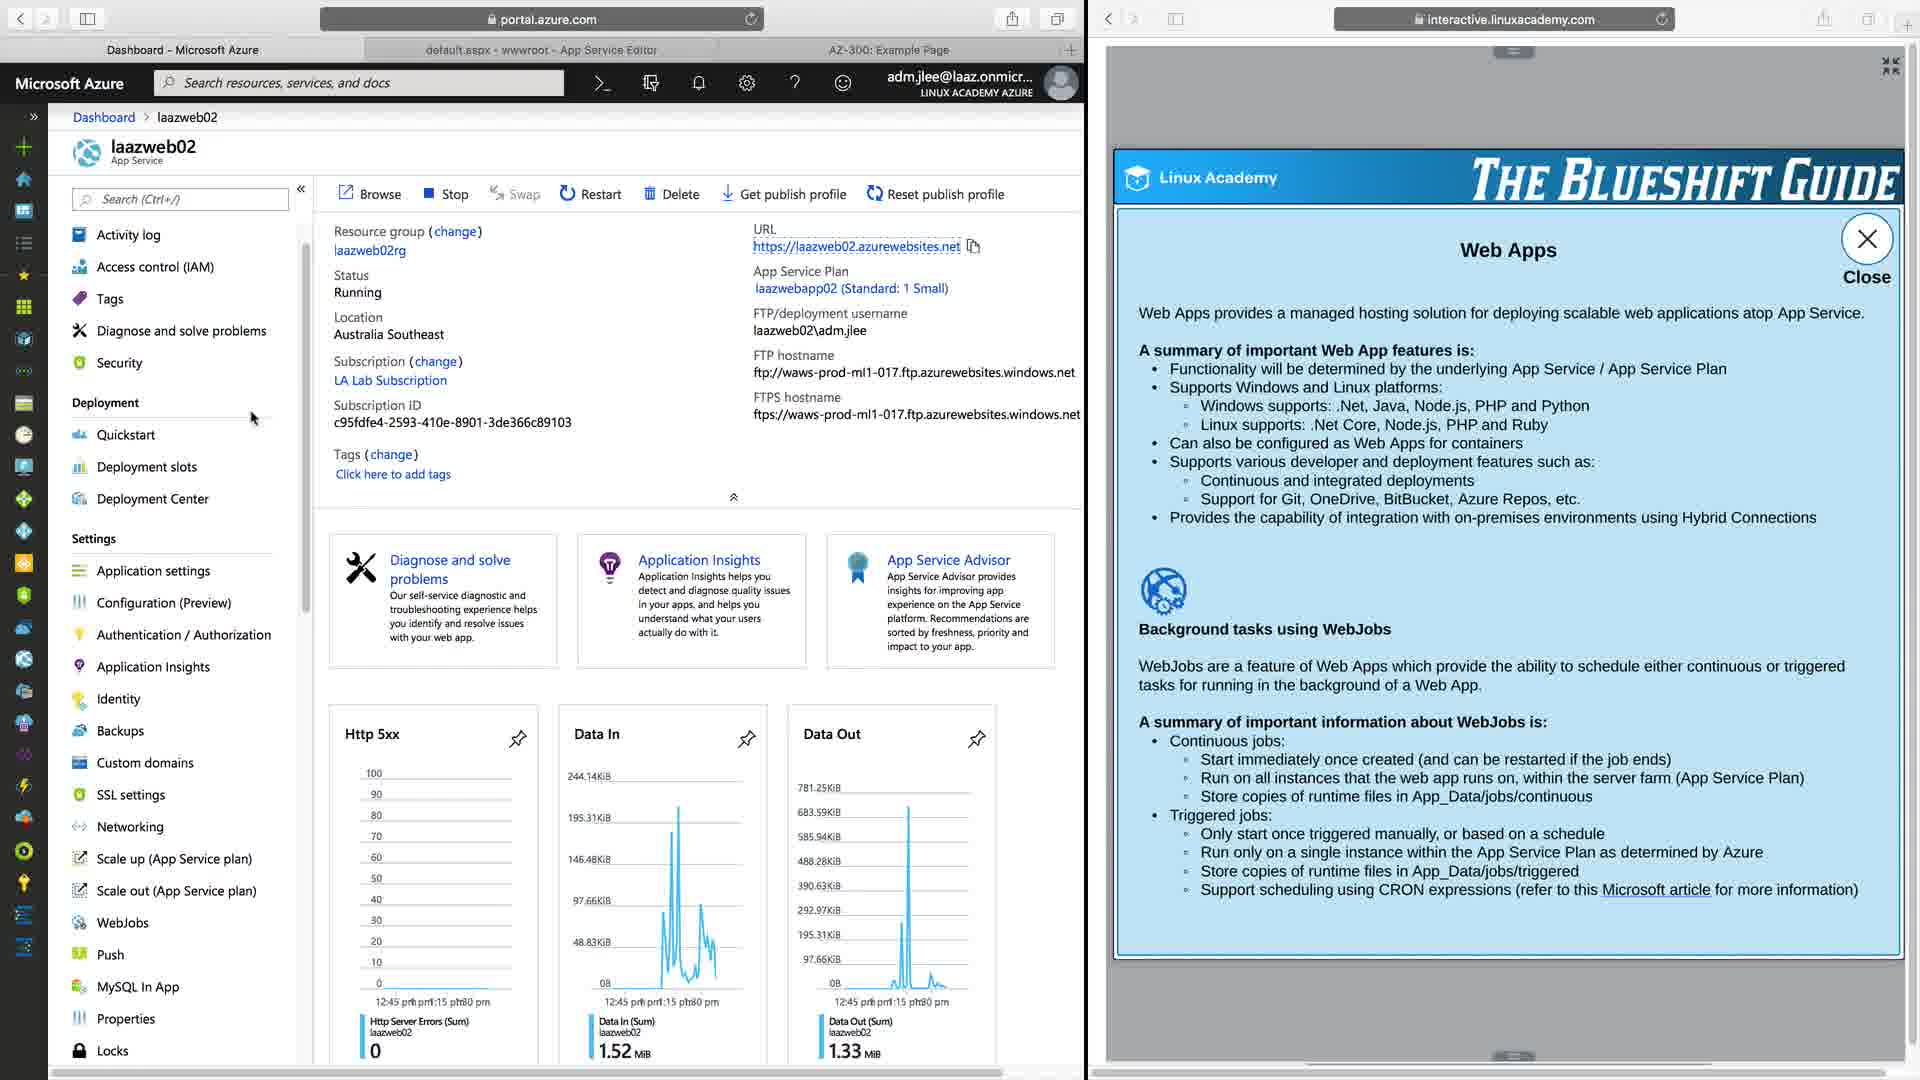 portal.azure.com
Dashboard - Microsoft Azure
default.aspx - wwwroot - App Service Editor
AZ-300: Example Page
Microsoft Azure
Search resources, services, and docs
adm.jlee@laaz.onmicr...
LINUX ACADEMY AZURE
Dashboard > laazweb02
laazweb02
App Service
Search (Ctrl+/)
Activity log
Access control (IAM)
Tags
Diagnose and solve problems
Security
Deployment
Quickstart
Deployment slots
Deployment Center
Settings
Application settings
Configuration (Preview)
Authentication / Authorization
Application Insights
Identity
Backups
Custom domains
SSL settings
Networking
Scale up (App Service plan)
Scale out (App Service plan)
WebJobs
Push
MySQL In App
Properties
Locks
Browse
Stop
Swap
Restart
Delete
Get publish profile
Reset publish profile
Resource group (change)
laazweb02rg
Status
Running
Location
Australia Southeast
Subscription (change)
LA Lab Subscription
Subscription ID
c95fdfe4-2593-410e-8901-3de366c89103
Tags (change)
Click here to add tags
URL
https://laazweb02.azurewebsites.net
App Service Plan
laazwebapp02 (Standard: 1 Small)
FTP/deployment username
laazweb02\adm.jlee
FTP hostname
ftp://waws-prod-ml1-017.ftp.azurewebsites.windows.net
FTPS hostname
ftps://waws-prod-ml1-017.ftp.azurewebsites.windows.net
Diagnose and solve
problems
Our self-service diagnostic and
troubleshooting experience helps
you identify and resolve issues
with your web app.
Application Insights
Application Insights helps you
detect and diagnose quality issues
in your apps, and helps you
understand what your users
actually do with it.
App Service Advisor
App Service Advisor provides
insights for improving app
experience on the App Service
platform. Recommendations are
sorted by freshness, priority and
impact to your app.
Http 5xx
100
90
80
70
60
50
40
30
20
10
0
12:45 pm
1:15 pm
Http Server Errors (Sum)
laazweb02
0
Data In
244.14KiB
195.31KiB
146.48KiB
97.66KiB
48.83KiB
0B
12:45 pm
1:15 pm
Data In (Sum)
laazweb02
1.52 MiB
Data Out
781.25KiB
683.59KiB
585.94KiB
488.28KiB
390.63KiB
292.97KiB
195.31KiB
97.66KiB
0B
12:45 pm
1:15 pm
Data Out (Sum)
laazweb02
1.33 MiB
interactive.linuxacademy.com
Linux Academy
THE BLUESHIFT GUIDE
Web Apps
Close
Web Apps provides a managed hosting solution for deploying scalable web applications atop App Service.
A summary of important Web App features is:
• Functionality will be determined by the underlying App Service / App Service Plan
• Supports Windows and Linux platforms:
◦ Windows supports: .Net, Java, Node.js, PHP and Python
◦ Linux supports: .Net Core, Node.js, PHP and Ruby
• Can also be configured as Web Apps for containers
• Supports various developer and deployment features such as:
◦ Continuous and integrated deployments
◦ Support for Git, OneDrive, BitBucket, Azure Repos, etc.
• Provides the capability of integration with on-premises environments using Hybrid Connections
Background tasks using WebJobs
WebJobs are a feature of Web Apps which provide the ability to schedule either continuous or triggered
tasks for running in the background of a Web App.
A summary of important information about WebJobs is:
• Continuous jobs:
◦ Start immediately once created (and can be restarted if the job ends)
◦ Run on all instances that the web app runs on, within the server farm (App Service Plan)
◦ Store copies of runtime files in App_Data/jobs/continuous
• Triggered jobs:
◦ Only start once triggered manually, or based on a schedule
◦ Run only on a single instance within the App Service Plan as determined by Azure
◦ Store copies of runtime files in App_Data/jobs/triggered
◦ Support scheduling using CRON expressions (refer to this Microsoft article for more information)